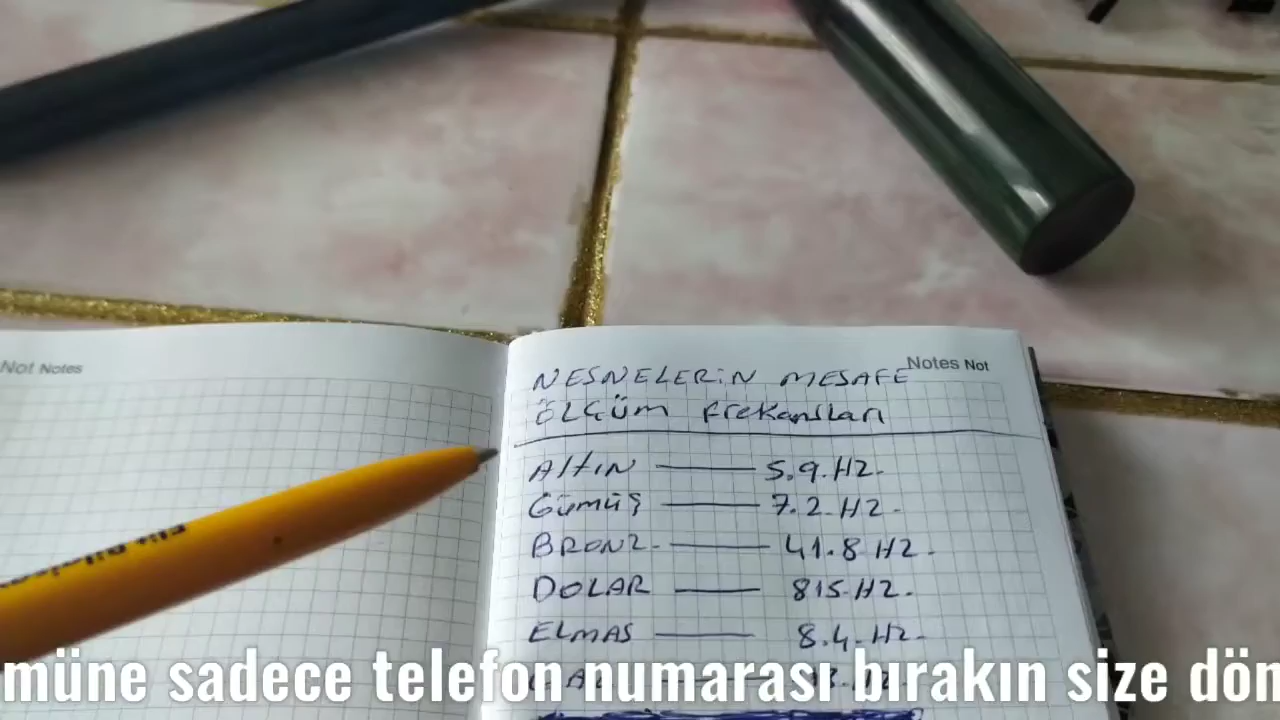 Not Notes
Notes Not
NESNELERİN MESAFE
ÖLÇÜM frekansları
AltıN — 5.9.HZ.
GÜMÜŞ — 7.2.HZ.
BRONZ. — 41.8 HZ.
DOLAR — 815.HZ.
ELMAS — 8.4.HZ.
müne sadece telefon numarası bırakın size dön